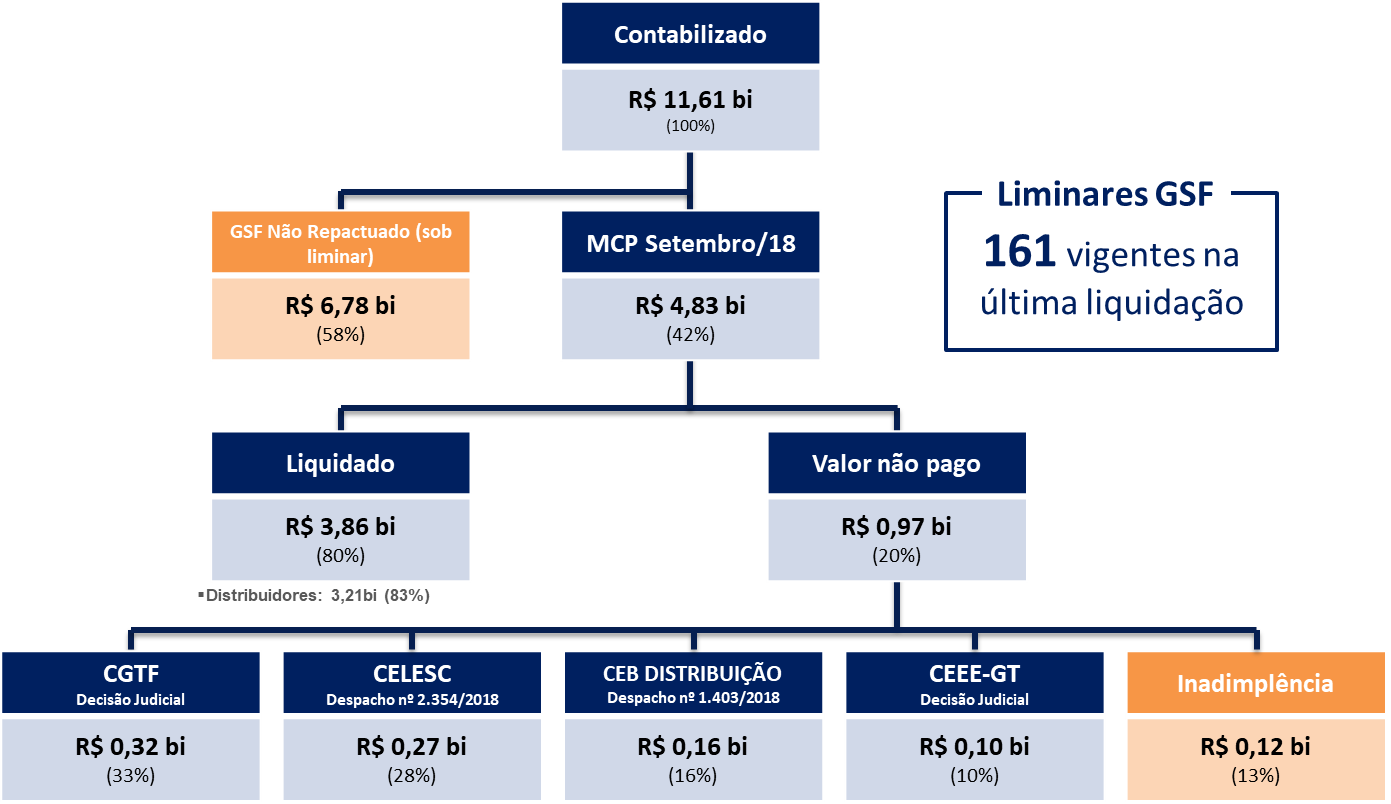 Contabilizado
R$ 11,61 bi
(100%)
GSF Não Repactuado (sob
liminar)
R$ 6,78 bi
(58%)
MCP Setembro/18
R$ 4,83 bi
(42%)
Liminares GSF
161 vigentes na
última liquidação
Liquidado
R$ 3,86 bi
(80%)
▪Distribuidores: 3,21bi (83%)
Valor não pago
R$ 0,97 bi
(20%)
CGTF
Decisão Judicial
R$ 0,32 bi
(33%)
CELESC
Despacho nº 2.354/2018
R$ 0,27 bi
(28%)
CEB DISTRIBUIÇÃO
Despacho nº 1.403/2018
R$ 0,16 bi
(16%)
CEEE-GT
Decisão Judicial
R$ 0,10 bi
(10%)
Inadimplência
R$ 0,12 bi
(13%)